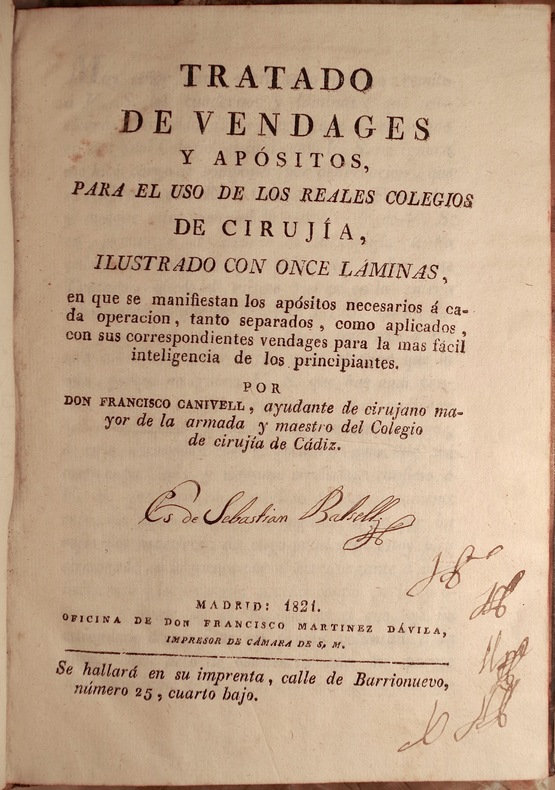 TRATADO
DE VENDAGES
Y APÓSITOS,
PARA EL USO DE LOS REALES COLEGIOS
DE CIRUJÍA,
ILUSTRADO CON ONCE LÁMINAS,
en que se manifiestan los apósitos necesarios á ca-
da operacion, tanto separados, como aplicados,
con sus correspondientes vendages para la mas fácil
inteligencia de los principiantes.
POR
DON FRANCISCO CANIVELL, ayudante de cirujano ma-
yor de la armada y maestro del Colegio
de cirujía de Cádiz.
Es de Sebastian
MADRID: 1821.
OFICINA DE DON FRANCISCO MARTINEZ DÁVILA,
IMPRESOR DE CÁMARA DE S. M.
Se hallará en su imprenta, calle de Barrionuevo,
número 25, cuarto bajo.